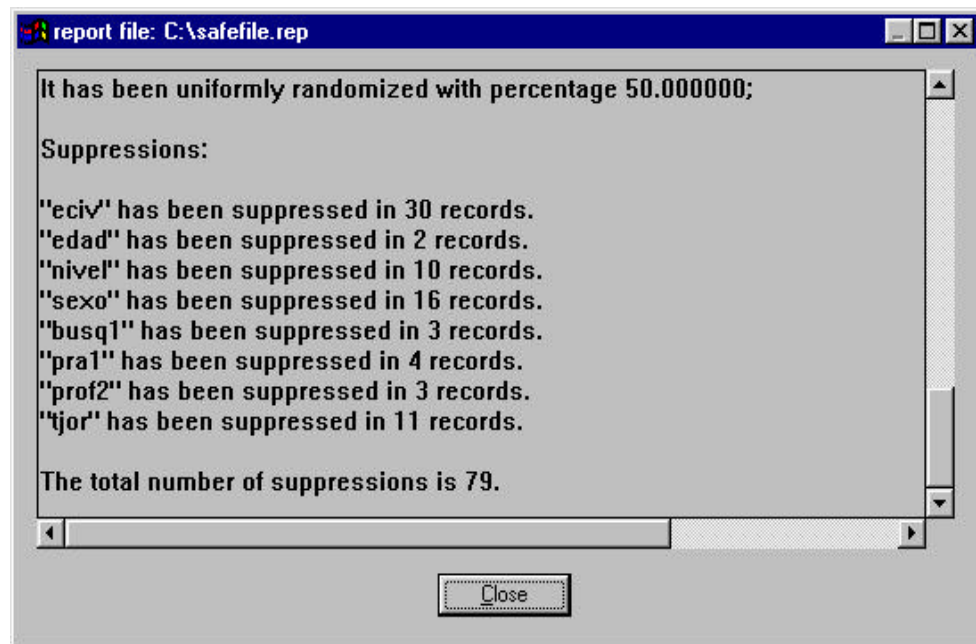 report file: C:\safefile.rep
It has been uniformly randomized with percentage 50.000000;
Suppressions:
"eciv" has been suppressed in 30 records.
"edad" has been suppressed in 2 records.
"nivel" has been suppressed in 10 records.
"sexo" has been suppressed in 16 records.
"busq1" has been suppressed in 3 records.
"pra1" has been suppressed in 4 records.
"prof2" has been suppressed in 3 records.
"tjor" has been suppressed in 11 records.
The total number of suppressions is 79.
Close